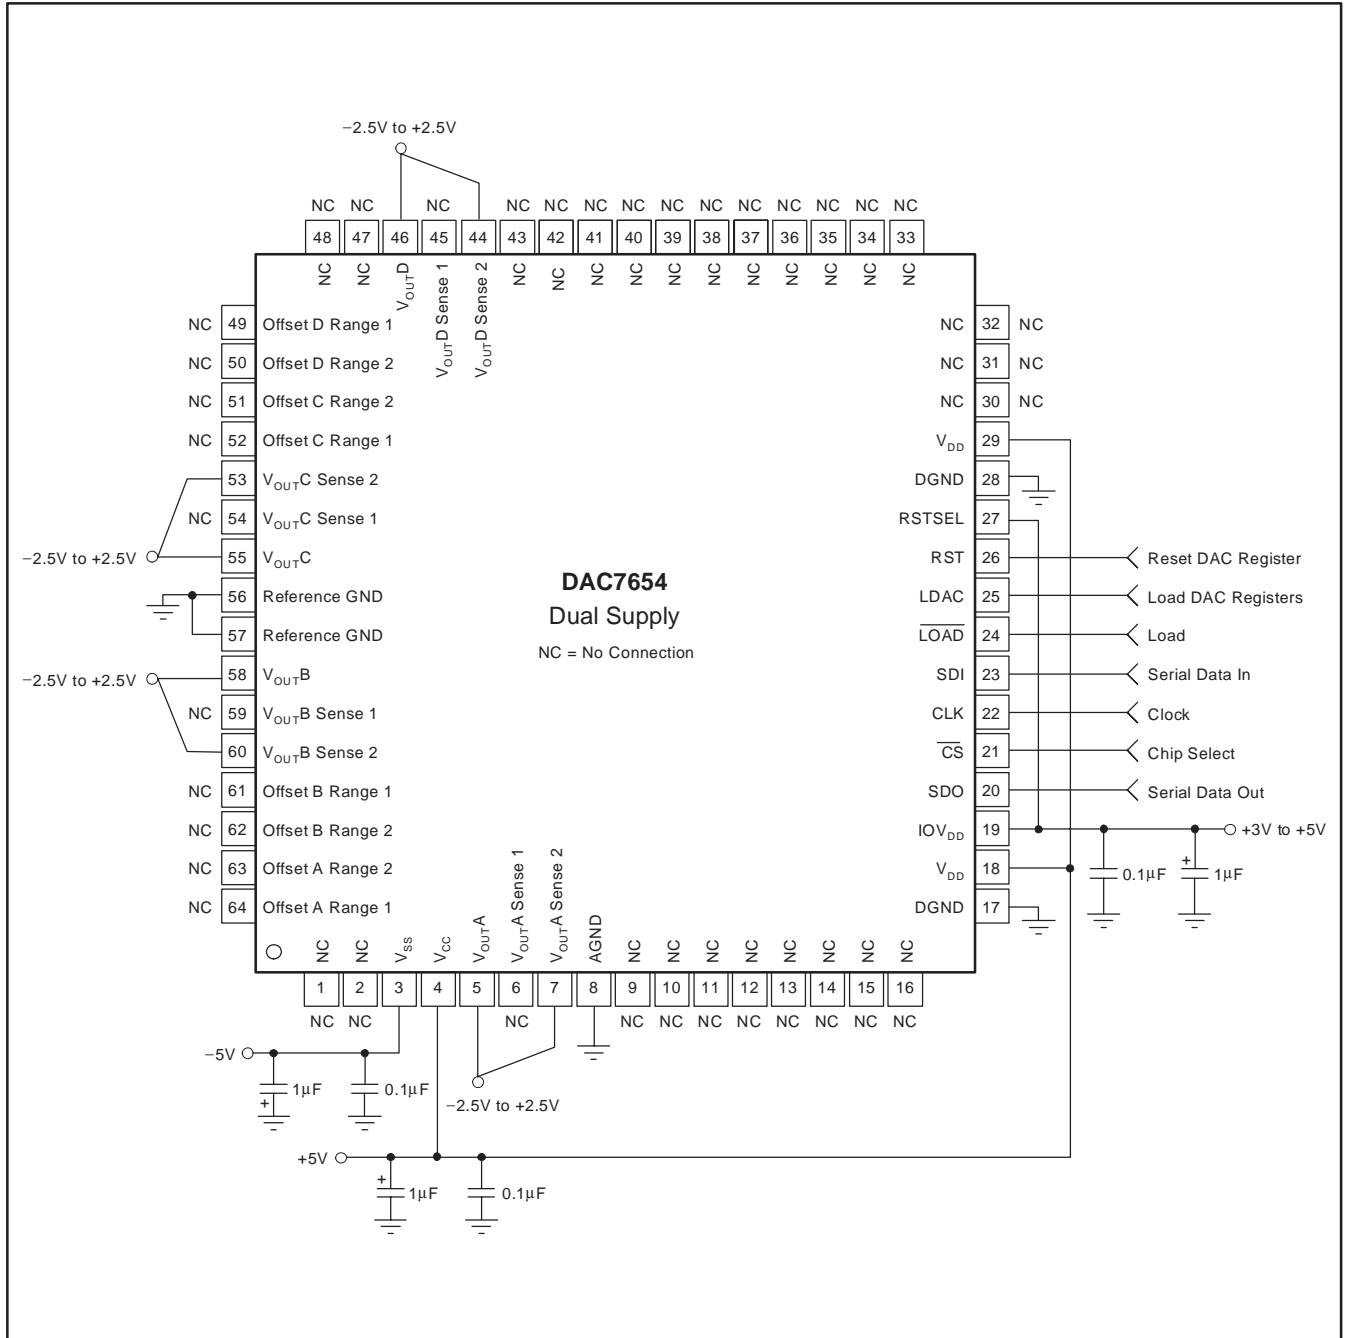 −2.5V to +2.5V
NC NC NC NC NC NC NC NC NC NC NC NC NC NC
48 47 46 45 44 43 42 41 40 39 38 37 36 35 34 33
NC NC VOUTD VOUTD Sense 1 VOUTD Sense 2 NC NC NC NC NC NC NC NC NC NC NC
NC 49 Offset D Range 1
NC 32 NC
NC 50 Offset D Range 2
NC 31 NC
NC 51 Offset C Range 2
NC 30 NC
NC 52 Offset C Range 1
VDD 29
53 VOUTC Sense 2
DGND 28
NC 54 VOUTC Sense 1
RSTSEL 27
−2.5V to +2.5V 55 VOUTC
RST 26 Reset DAC Register
56 Reference GND
LDAC 25 Load DAC Registers
57 Reference GND
LOAD 24 Load
DAC7654
Dual Supply
NC = No Connection
−2.5V to +2.5V 58 VOUTB
SDI 23 Serial Data In
NC 59 VOUTB Sense 1
CLK 22 Clock
60 VOUTB Sense 2
CS 21 Chip Select
NC 61 Offset B Range 1
SDO 20 Serial Data Out
NC 62 Offset B Range 2
IOVDD 19 +3V to +5V
NC 63 Offset A Range 2
VDD 18 0.1µF + 1µF
NC 64 Offset A Range 1
DGND 17
NC NC VSS VCC VOUTA VOUTA Sense 1 VOUTA Sense 2 AGND NC NC NC NC NC NC NC NC
1 2 3 4 5 6 7 8 9 10 11 12 13 14 15 16
NC NC NC NC NC NC NC NC NC NC NC
−5V
1µF + 0.1µF
−2.5V to +2.5V
+5V
+ 1µF 0.1µF